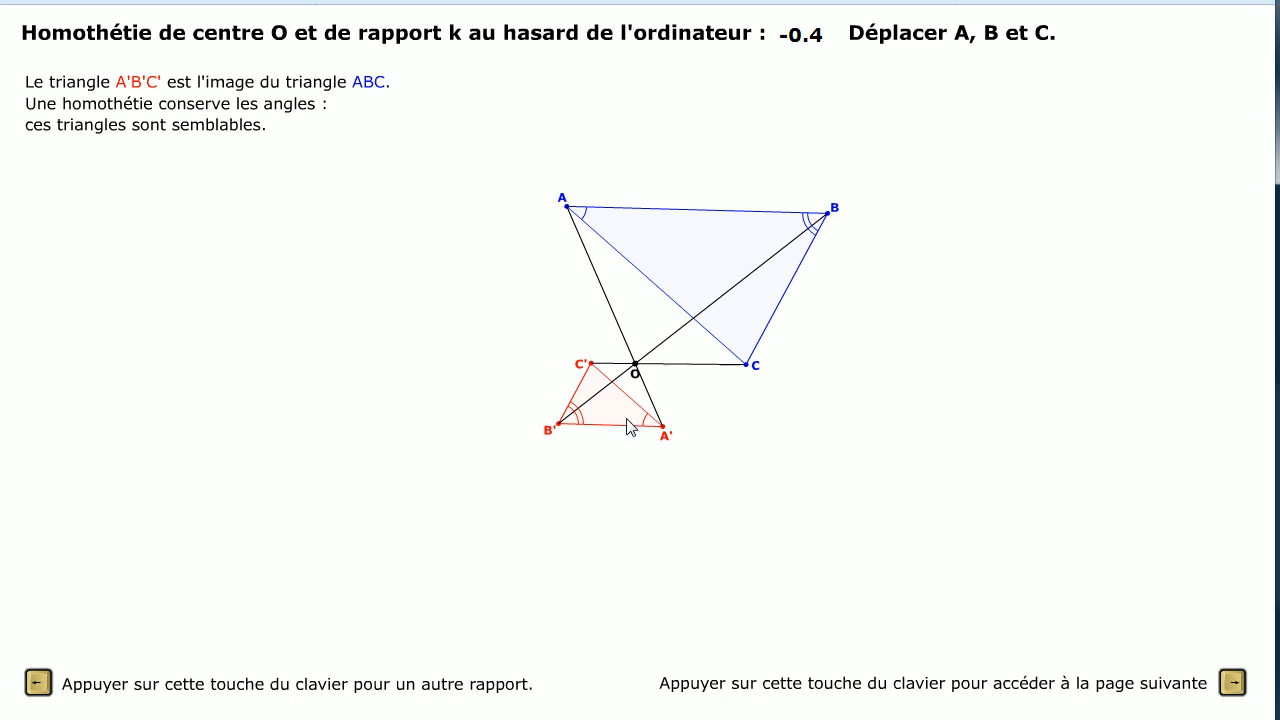 Homothétie de centre O et de rapport k au hasard de l'ordinateur : -0.4 Déplacer A, B et C.
Le triangle A'B'C' est l'image du triangle ABC.
Une homothétie conserve les angles :
ces triangles sont semblables.
A
B
C'
O
C
B'
A'
← Appuyer sur cette touche du clavier pour un autre rapport.
Appuyer sur cette touche du clavier pour accéder à la page suivante →